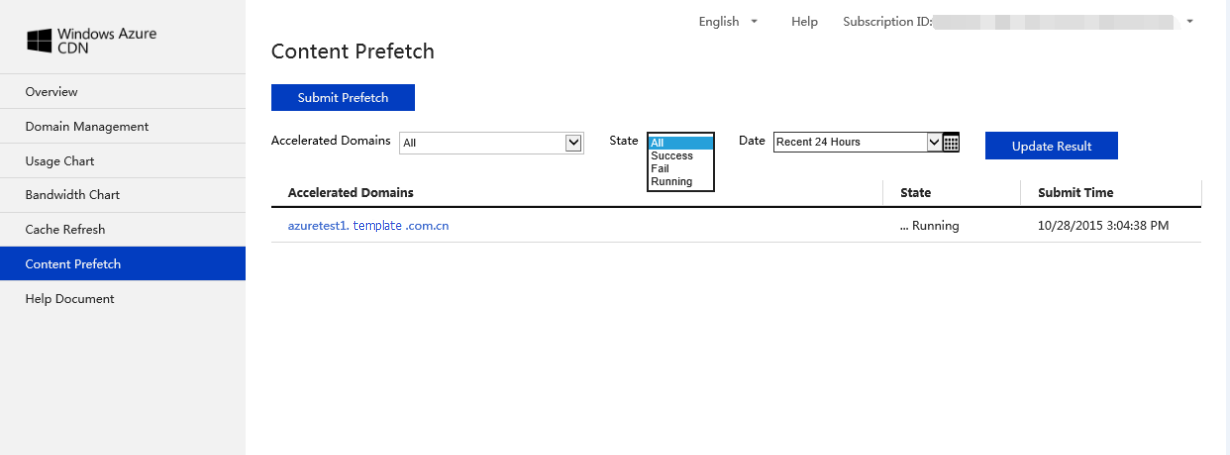 English Help Subscription ID:
Windows Azure
CDN
Content Prefetch
Submit Prefetch
Overview
Domain Management
Usage Chart
Bandwidth Chart
Cache Refresh
Content Prefetch
Help Document
Accelerated Domains All State All Date Recent 24 Hours Update Result
Success
Fail
Running
Accelerated Domains State Submit Time
azuretest1. template .com.cn ... Running 10/28/2015 3:04:38 PM